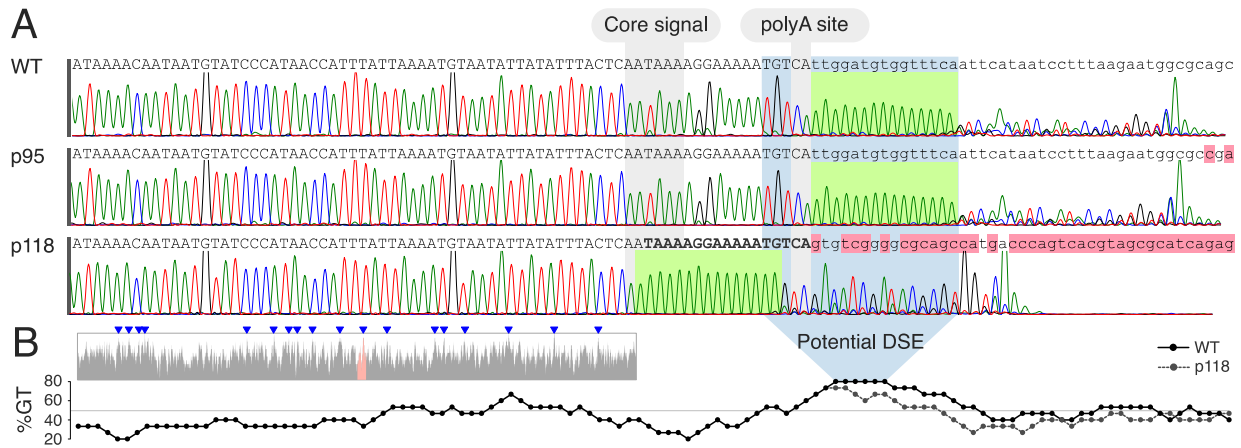 A
Core signal polyA site
WT
ATAAAACAATAATGTATCCCATAACCATTTATTAAAATGTAATATTATATTTACTCAATAAAAGGAAAAATGTCAttggatgtggtttcaattcataatcctttaagaatggcgcagc
p95
ATAAAACAATAATGTATCCCATAACCATTTATTAAAATGTAATATTATATTTACTCAATAAAAGGAAAAATGTCAttggatgtggtttcaattcataatcctttaagaatggcgccga
p118
ATAAAACAATAATGTATCCCATAACCATTTATTAAAATGTAATATTATATTTACTCAATAAAAGGAAAAATGTCAgtgtcggggcgcagccatgacccagtcacgtagcgcatcagag
B
Potential DSE
WT
p118
%GT
80
60
40
20